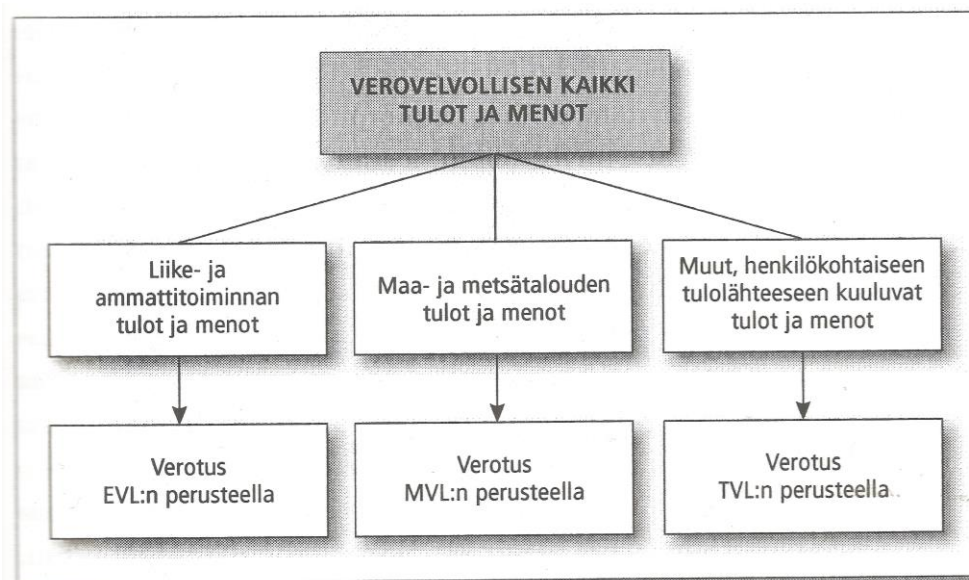 VEROVELVOLLISEN KAIKKI
TULOT JA MENOT
Liike- ja
ammattitoiminnan
tulot ja menot
Maa- ja metsätalouden
tulot ja menot
Muut, henkilökohtaiseen
tulolähteeseen kuuluvat
tulot ja menot
Verotus
EVL:n perusteella
Verotus
MVL:n perusteella
Verotus
TVL:n perusteella